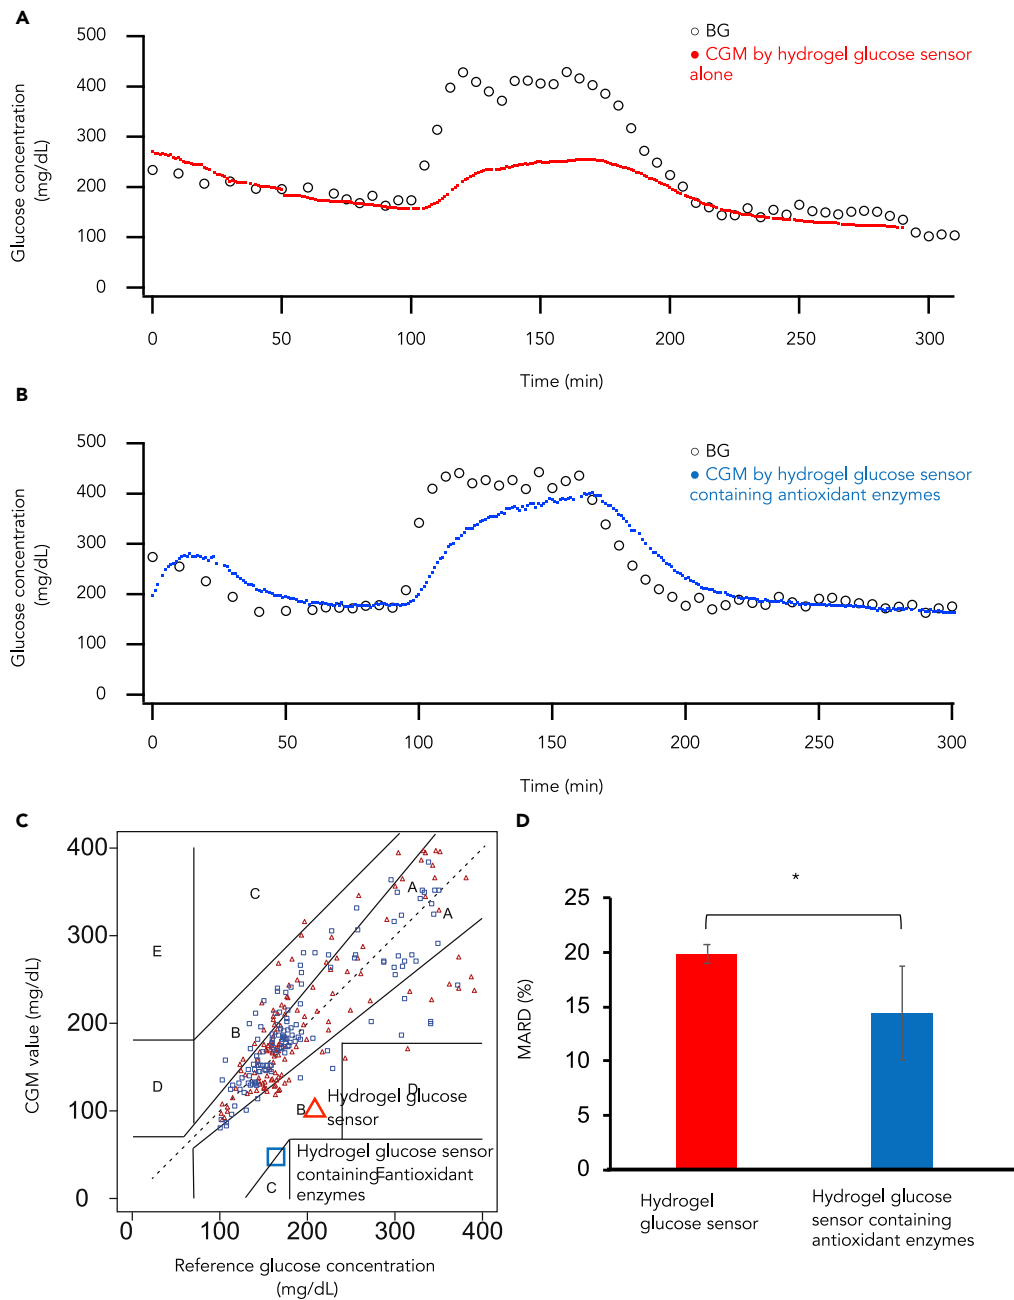 A
500
400
300
200
100
0
Glucose concentration
(mg/dL)
BG
CGM by hydrogel glucose sensor
alone
0
50
100
150
200
250
300
Time (min)
B
500
400
300
200
100
0
Glucose concentration
(mg/dL)
BG
CGM by hydrogel glucose sensor
containing antioxidant enzymes
0
50
100
150
200
250
300
Time (min)
C
400
300
200
100
0
CGM value (mg/dL)
C
A
A
E
B
D
D
B
Hydrogel glucose
sensor
Hydrogel glucose sensor
containing antioxidant
enzymes
E
C
0
100
200
300
400
Reference glucose concentration
(mg/dL)
D
*
25
20
15
10
5
0
MARD (%)
Hydrogel
glucose sensor
Hydrogel glucose
sensor containing
antioxidant enzymes